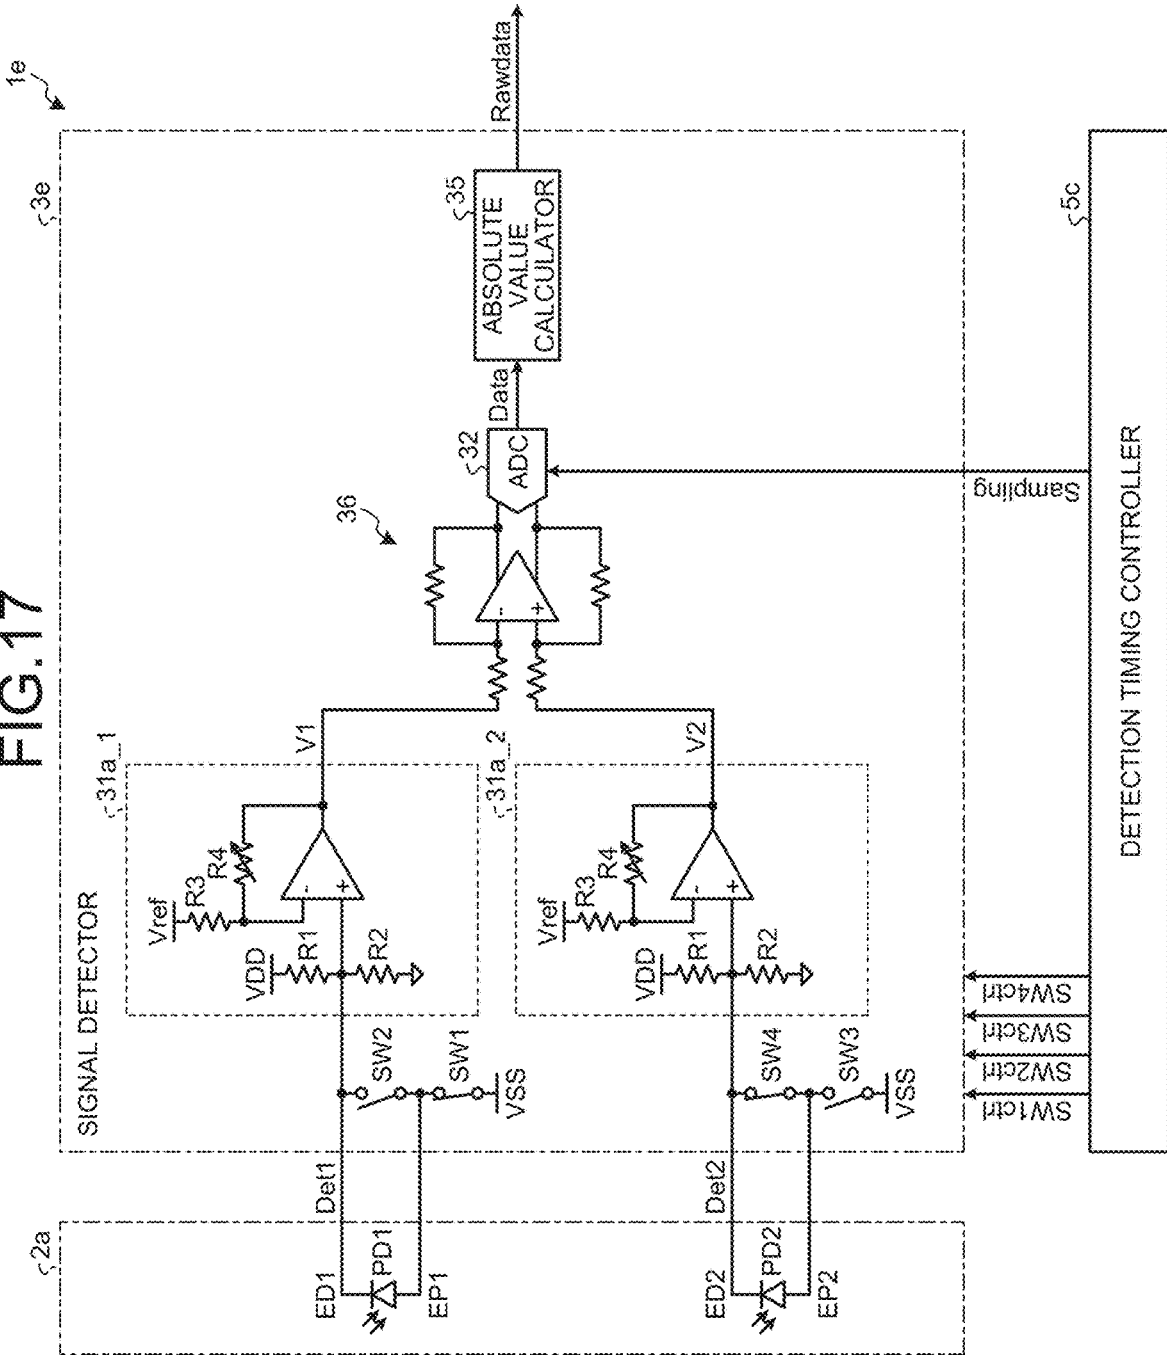 FIG.17
1e
3e
SIGNAL DETECTOR
2a
ED1
PD1
EP1
Det1
SW2
SW1
VSS
31a_1
VDD
R1
R2
Vref
R3
R4
-
+
V1
ED2
PD2
EP2
Det2
SW4
SW3
VSS
31a_2
VDD
R1
R2
Vref
R3
R4
-
+
V2
36
-
+
32
ADC
Data
35
ABSOLUTE
VALUE
CALCULATOR
Rawdata
SW1ctrl
SW2ctrl
SW3ctrl
SW4ctrl
Sampling
5c
DETECTION TIMING CONTROLLER